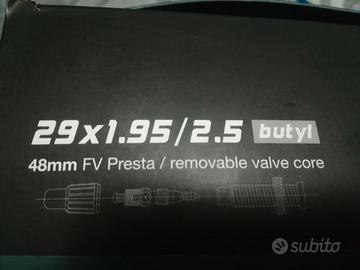 29x1.95/2.5 butyl
48mm FV Presta / removable valve core
subito